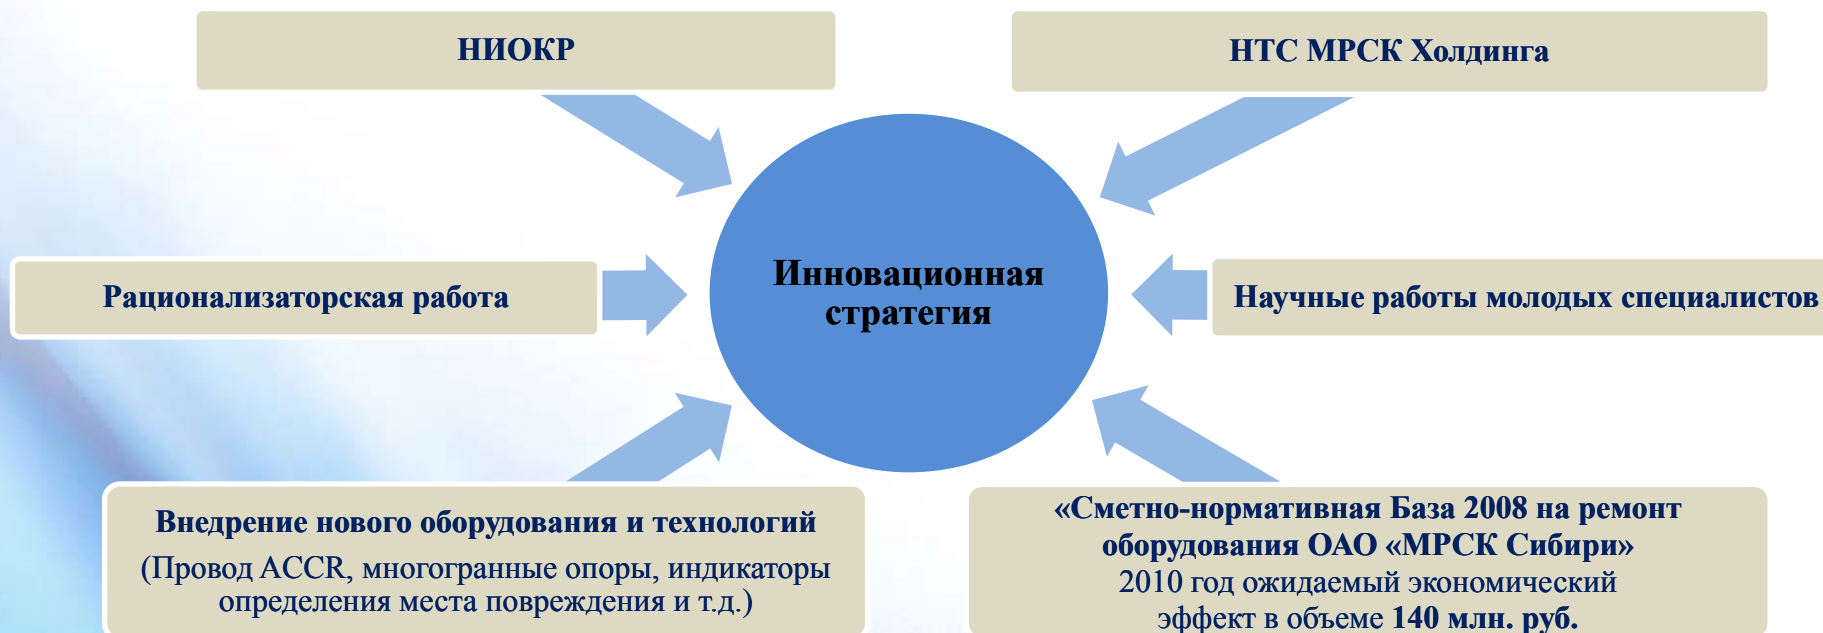 НИОКР
НТС МРСК Холдинга
Инновационная
стратегия
Рационализаторская работа
Научные работы молодых специалистов
Внедрение нового оборудования и технологий
(Провод ACCR, многогранные опоры, индикаторы
определения места повреждения и т.д.)
«Сметно-нормативная База 2008 на ремонт
оборудования ОАО «МРСК Сибири»
2010 год ожидаемый экономический
эффект в объеме 140 млн. руб.